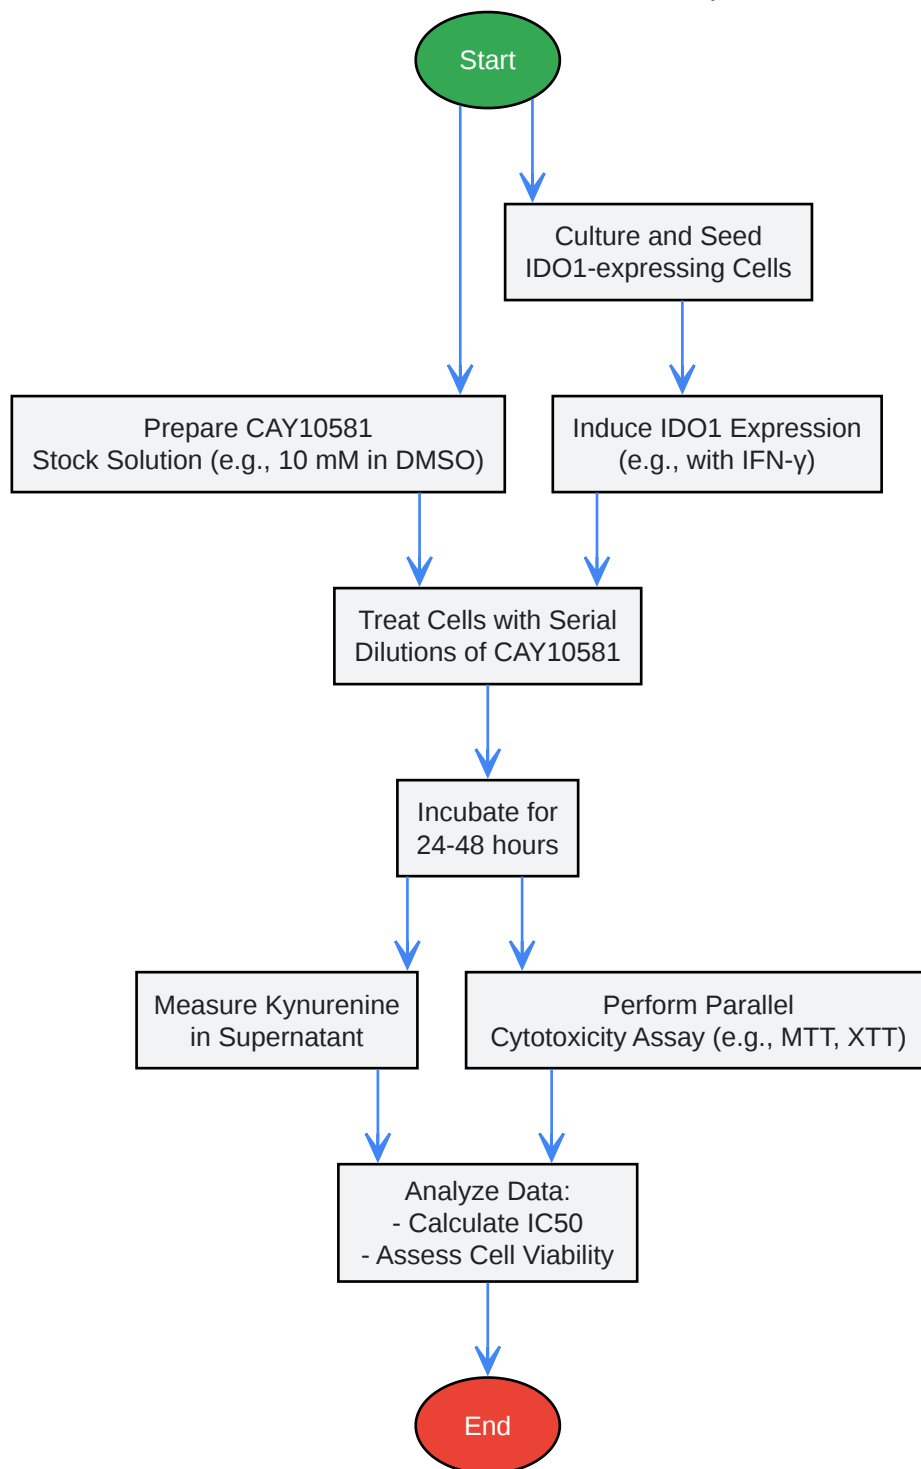 Start
Culture and Seed
IDO1-expressing Cells
Prepare CAY10581
Stock Solution (e.g., 10 mM in DMSO)
Induce IDO1 Expression
(e.g., with IFN-γ)
Treat Cells with Serial
Dilutions of CAY10581
Incubate for
24-48 hours
Measure Kynurenine
in Supernatant
Perform Parallel
Cytotoxicity Assay (e.g., MTT, XTT)
Analyze Data:
- Calculate IC50
- Assess Cell Viability
End